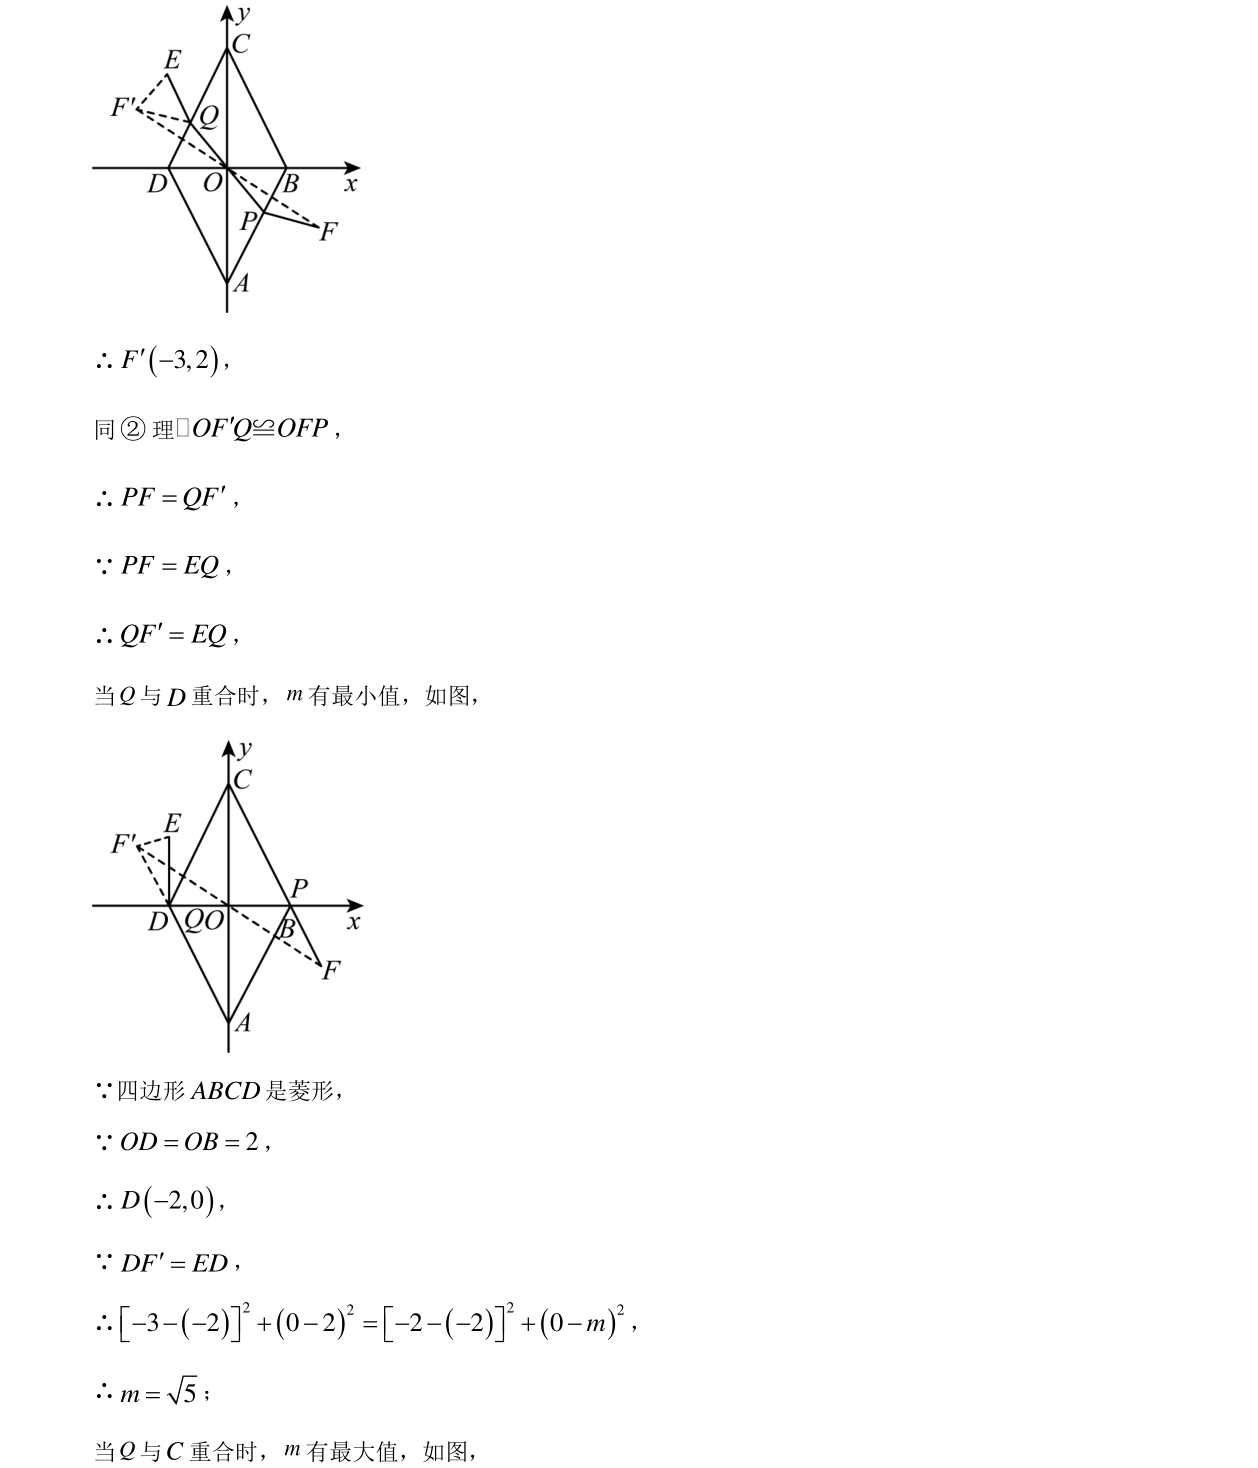 y
C
E
F′
Q
D
O
B
x
P
F
A
∴ F′(−3,2)，
同②理□OF′Q≌OFP，
∴ PF = QF′，
∵ PF = EQ，
∴ QF′ = EQ，
当Q与D重合时，m有最小值，如图，
y
C
E
F′
P
D
Q
O
B
x
F
A
∵四边形ABCD是菱形，
∵ OD = OB = 2，
∴ D(−2,0)，
∵ DF′ = ED，
∴[−3−(−2)]²+(0−2)²=[−2−(−2)]²+(0−m)²，
∴ m = √5；
当Q与C重合时，m有最大值，如图，